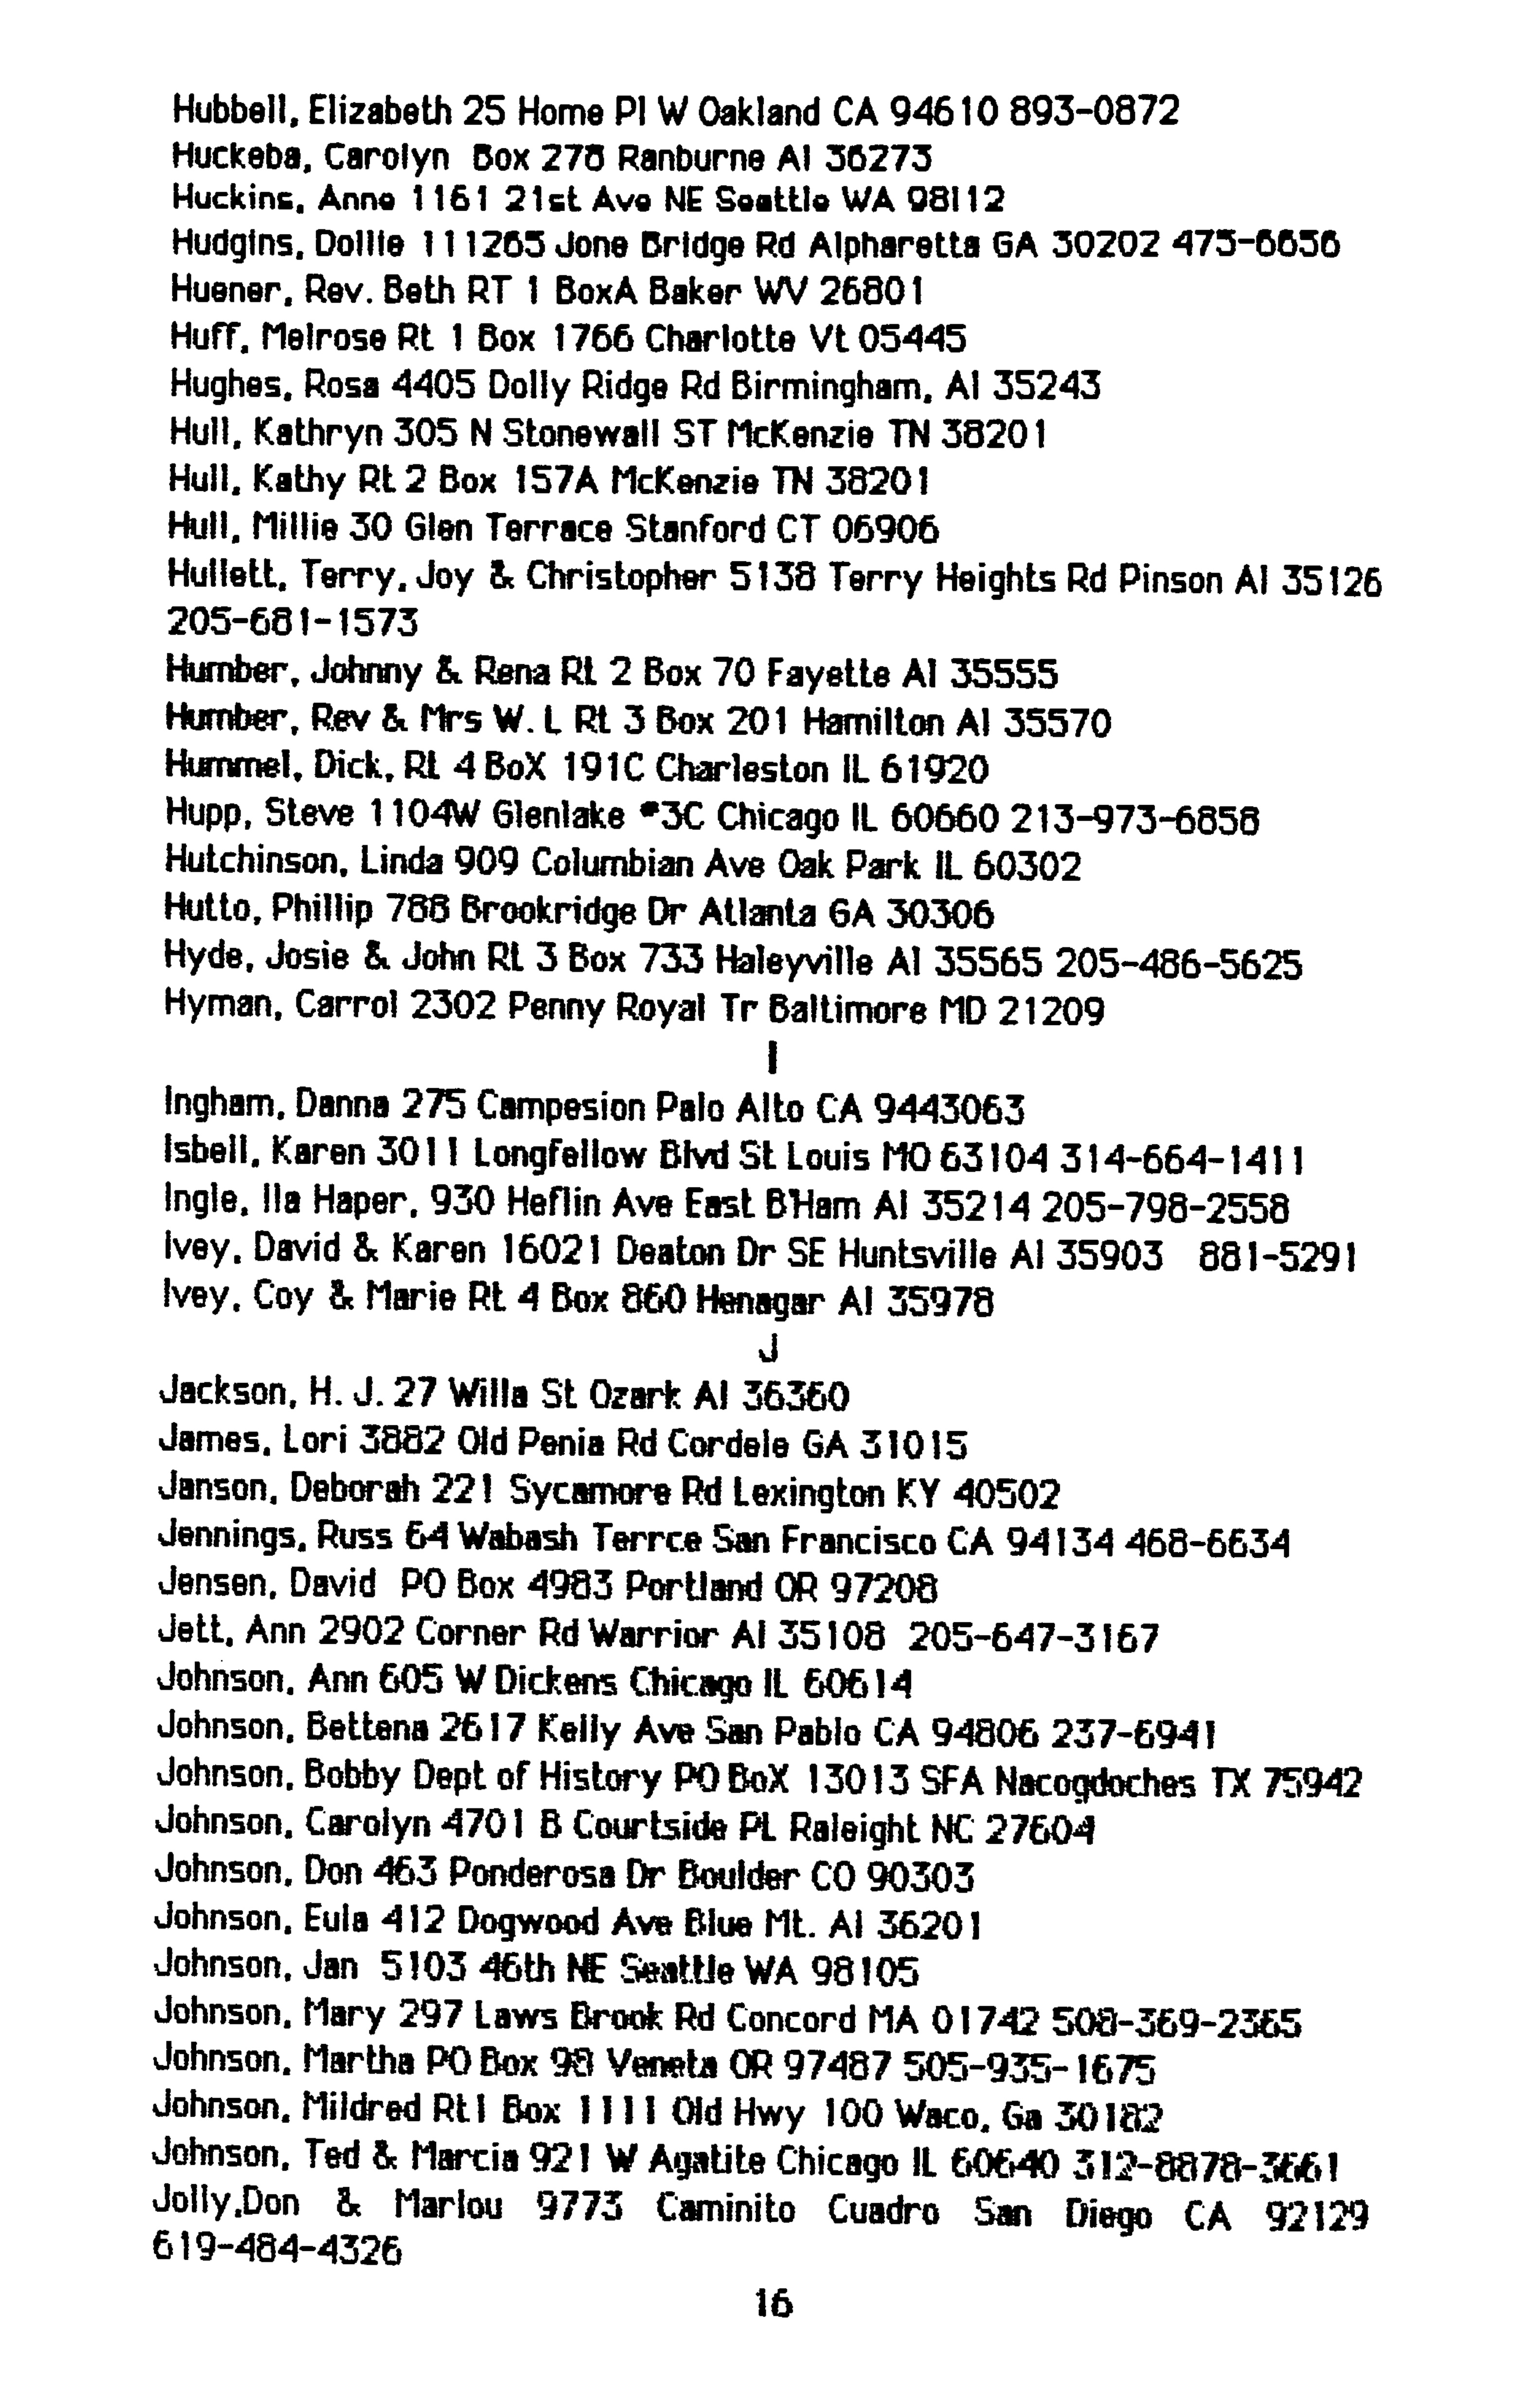 Hubbell, Elizabeth 25 Home Pl W Oakland CA 94610 893-0872
Huckeba, Carolyn Box 278 Ranburne Al 36273
Huckins, Anne 1161 21st Ave NE Seattle WA 98112
Hudgins, Dollie 111265 Jone Bridge Rd Alpharetta GA 30202 475-6656
Huener, Rev. Beth RT 1 BoxA Baker WV 26801
Huff, Melrose Rt 1 Box 1766 Charlotte Vt 05445
Hughes, Rosa 4405 Dolly Ridge Rd Birmingham, Al 35243
Hull, Kathryn 305 N Stonewall ST McKenzie TN 38201
Hull, Kathy Rt 2 Box 157A McKenzie TN 38201
Hull, Millie 30 Glen Terrace Stanford CT 06906
Hullett, Terry, Joy & Christopher 5138 Terry Heights Rd Pinson Al 35126
205-681-1573
Humber, Johnny & Rena Rt 2 Box 70 Fayette Al 35555
Humber, Rev & Mrs W. L Rt 3 Box 201 Hamilton Al 35570
Hummel, Dick, Rt 4 BoX 191C Charleston IL 61920
Hupp, Steve 1104W Glenlake #3C Chicago IL 60660 213-973-6858
Hutchinson, Linda 909 Columbian Ave Oak Park IL 60302
Hutto, Phillip 788 Brookridge Dr Atlanta GA 30306
Hyde, Josie & John Rt 3 Box 733 Haleyville Al 35565 205-486-5625
Hyman, Carrol 2302 Penny Royal Tr Baltimore MD 21209
I
Ingham, Danna 275 Campesion Palo Alto CA 9443063
Isbell, Karen 3011 Longfellow Blvd St Louis MO 63104 314-664-1411
Ingle, Ila Haper, 930 Heflin Ave East B'Ham Al 35214 205-798-2558
Ivey, David & Karen 16021 Deaton Dr SE Huntsville Al 35903 881-5291
Ivey, Coy & Marie Rt 4 Box 860 Henagar Al 35978
J
Jackson, H. J. 27 Willa St Ozark Al 36360
James, Lori 3882 Old Penia Rd Cordele GA 31015
Janson, Deborah 221 Sycamore Rd Lexington KY 40502
Jennings, Russ 64 Wabash Terrce San Francisco CA 94134 468-6634
Jensen, David PO Box 4983 Portland OR 97208
Jett, Ann 2902 Corner Rd Warrior Al 35108 205-647-3167
Johnson, Ann 605 W Dickens Chicago IL 60614
Johnson, Bettena 2617 Kelly Ave San Pablo CA 94806 237-6941
Johnson, Bobby Dept of History PO BoX 13013 SFA Nacogdoches TX 75942
Johnson, Carolyn 4701 B Courtside PL Raleight NC 27604
Johnson, Don 463 Ponderosa Dr Boulder CO 90303
Johnson, Eula 412 Dogwood Ave Blue Mt. Al 36201
Johnson, Jan 5103 46th NE Seattle WA 98105
Johnson, Mary 297 Laws Brook Rd Concord MA 01742 508-369-2365
Johnson, Martha PO Box 98 Veneta OR 97487 505-935-1675
Johnson, Mildred Rt1 Box 1111 Old Hwy 100 Waco, Ga 30182
Johnson, Ted & Marcia 921 W Agatite Chicago IL 60640 312-8878-3661
Jolly,Don & Marlou 9773 Caminito Cuadro San Diego CA 92129
619-484-4326
16